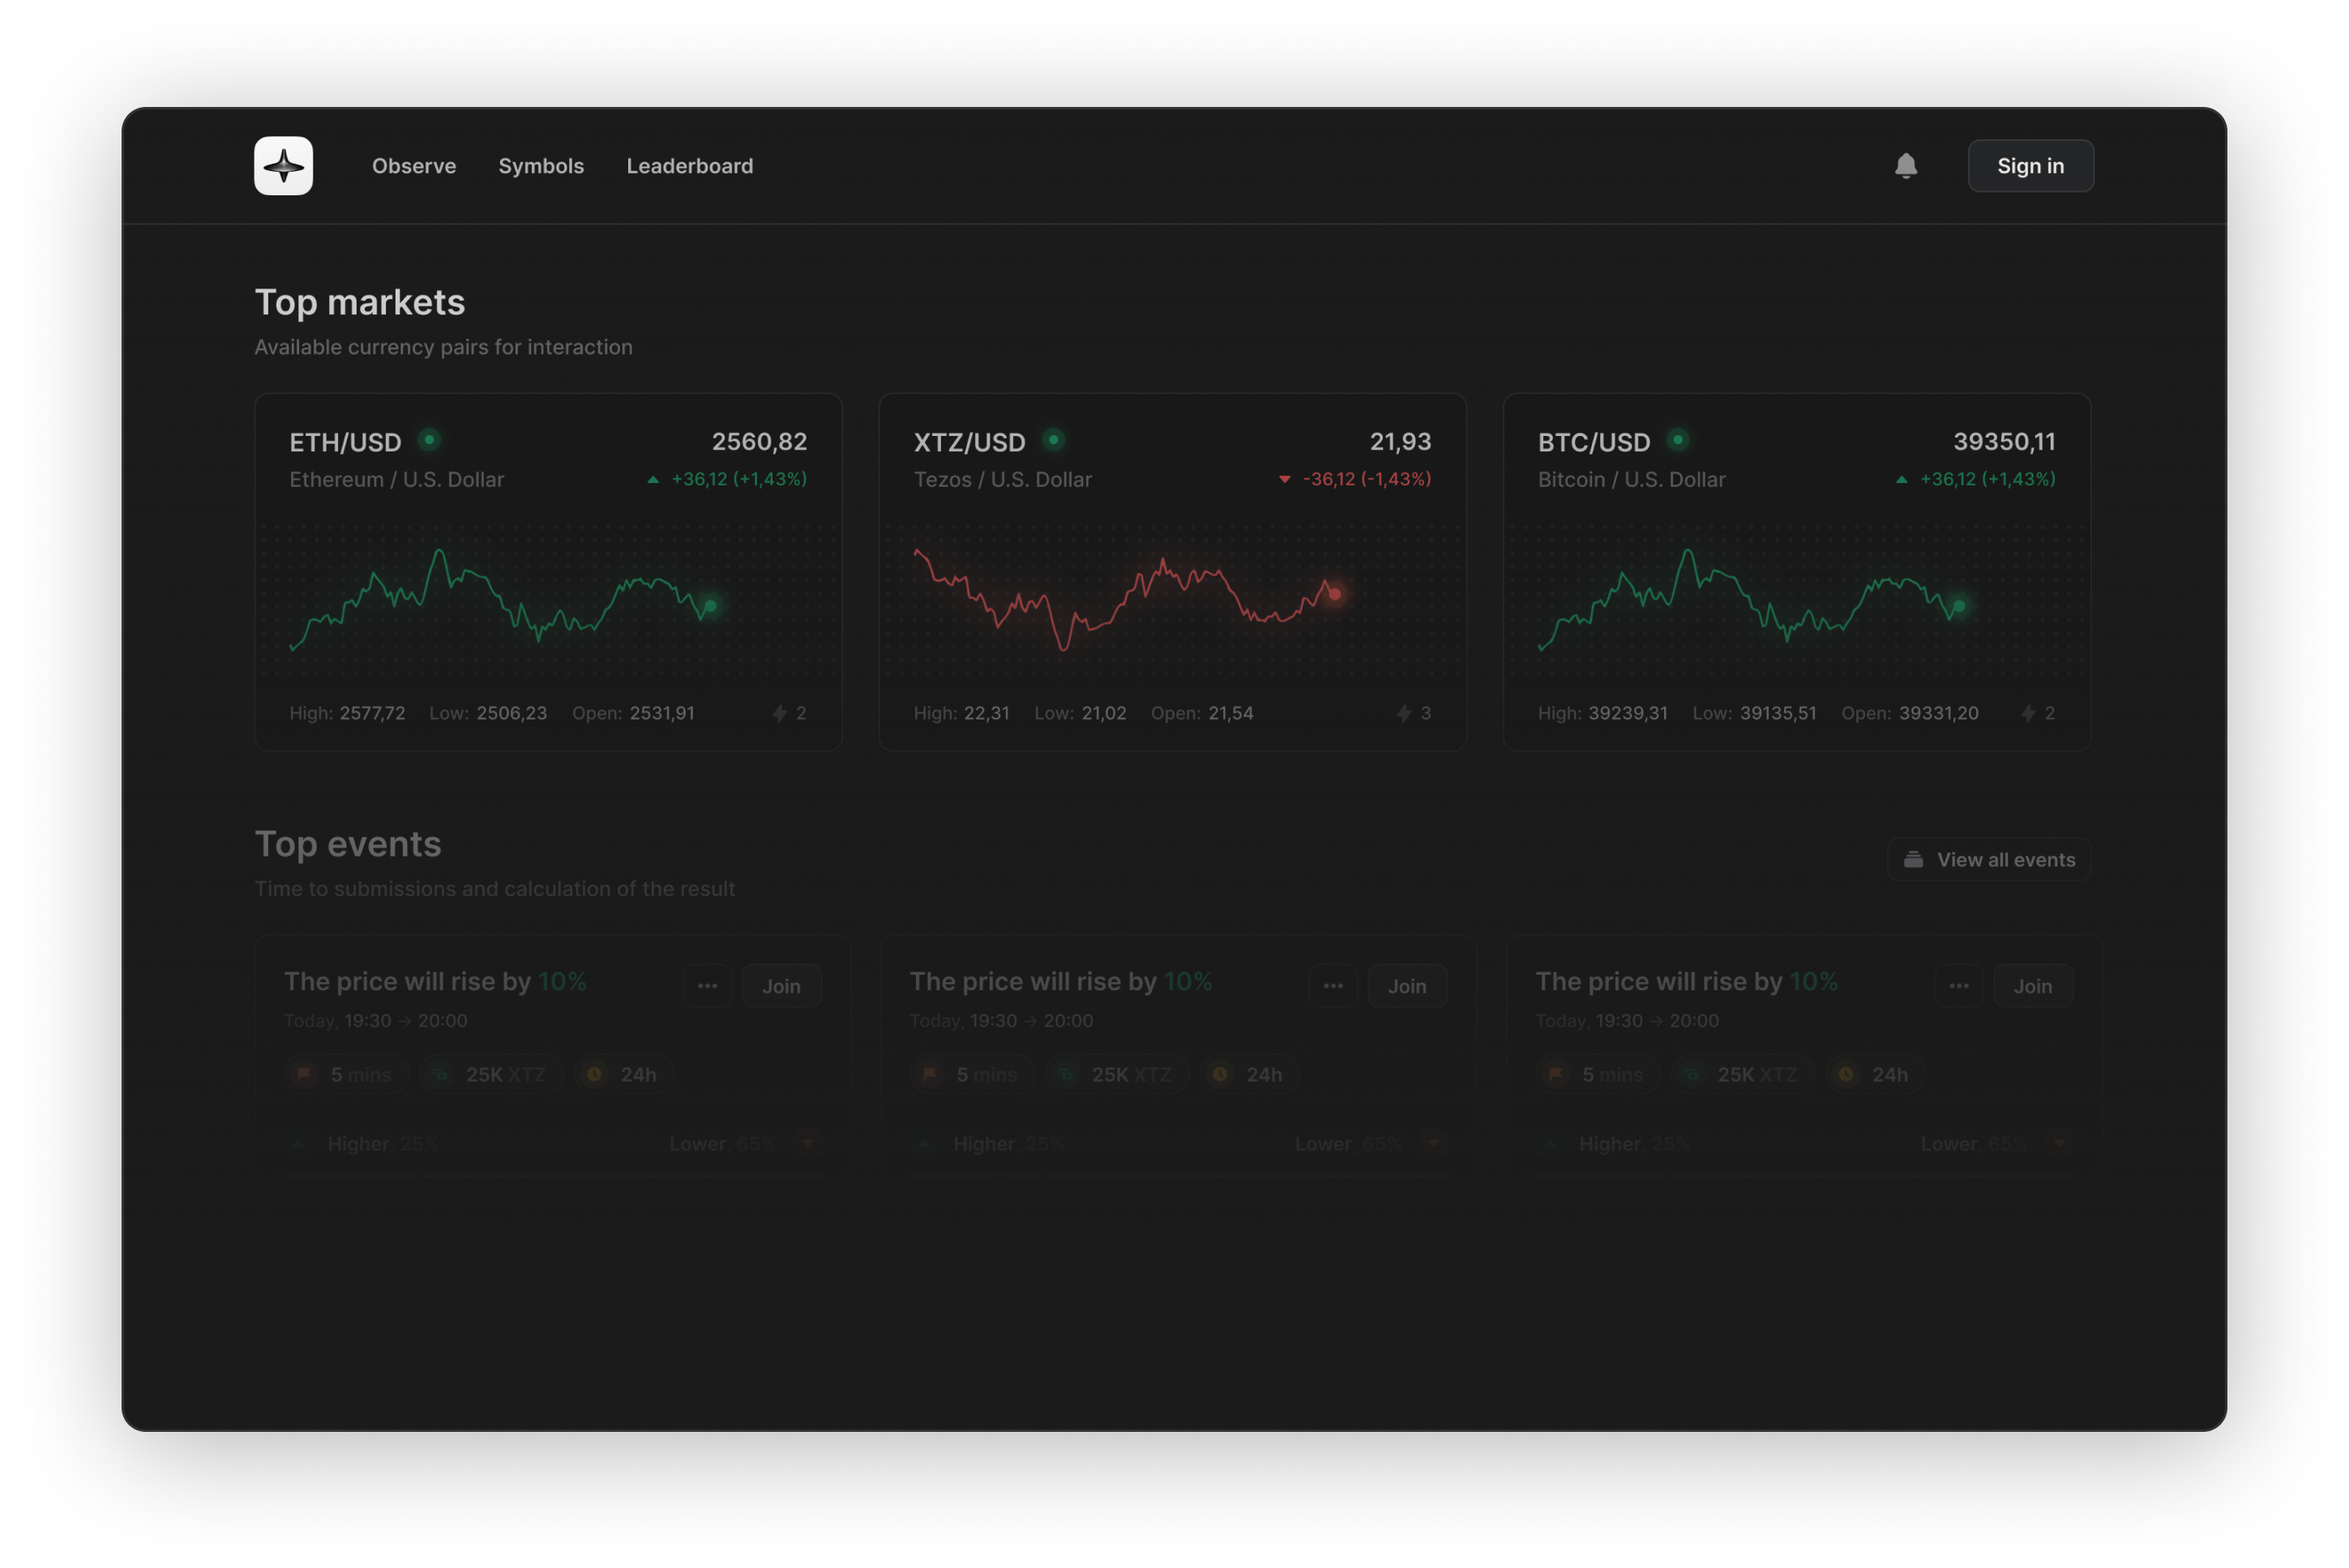 Observe Symbols Leaderboard Sign in
Top markets
Available currency pairs for interaction
ETH/USD 2560,82
Ethereum / U.S. Dollar +36,12 (+1,43%)
High: 2577,72 Low: 2506,23 Open: 2531,91 2
XTZ/USD 21,93
Tezos / U.S. Dollar -36,12 (-1,43%)
High: 22,31 Low: 21,02 Open: 21,54 3
BTC/USD 39350,11
Bitcoin / U.S. Dollar +36,12 (+1,43%)
High: 39239,31 Low: 39135,51 Open: 39331,20 2
Top events
Time to submissions and calculation of the result
View all events
The price will rise by 10% Join
Today, 19:30 → 20:00
5 mins 25K XTZ 24h
Higher, 25% Lower, 65%
The price will rise by 10% Join
Today, 19:30 → 20:00
5 mins 25K XTZ 24h
Higher, 25% Lower, 65%
The price will rise by 10% Join
Today, 19:30 → 20:00
5 mins 25K XTZ 24h
Higher, 25% Lower, 65%